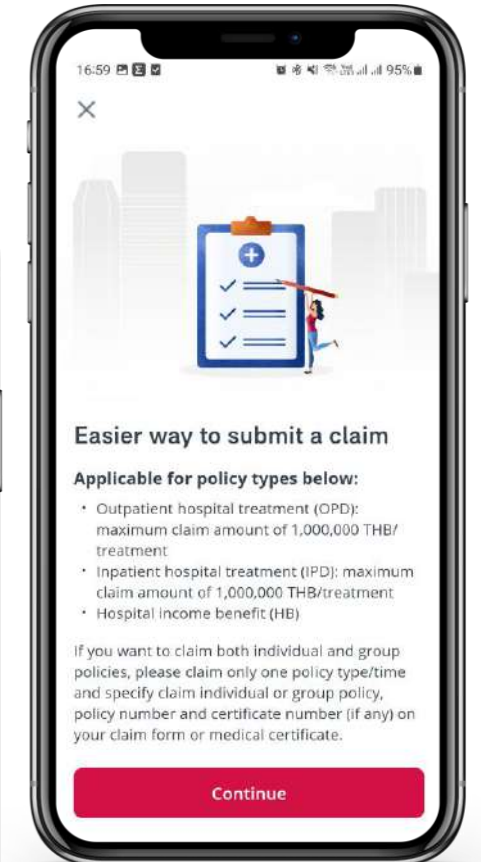 16:59
95%
Easier way to submit a claim
Applicable for policy types below:
• Outpatient hospital treatment (OPD):
maximum claim amount of 1,000,000 THB/
treatment
• Inpatient hospital treatment (IPD): maximum
claim amount of 1,000,000 THB/treatment
• Hospital income benefit (HB)
If you want to claim both individual and group
policies, please claim only one policy type/time
and specify claim individual or group policy,
policy number and certificate number (if any) on
your claim form or medical certificate.
Continue